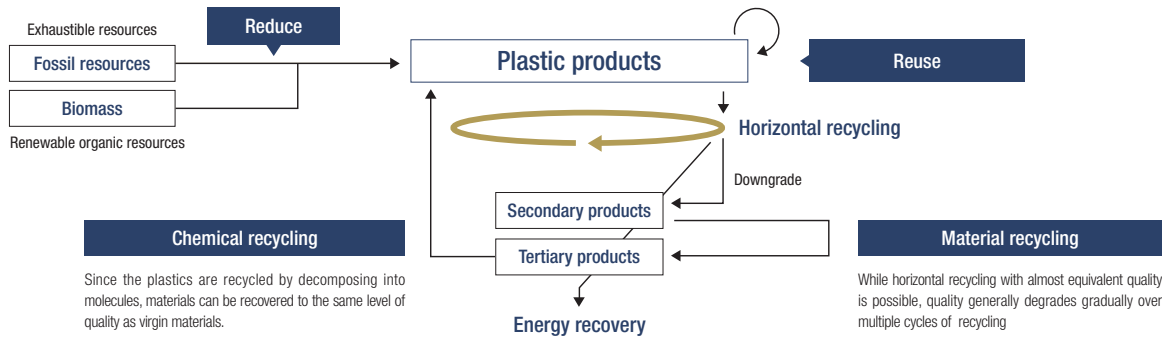 Exhaustible resources
Reduce
Fossil resources
Plastic products
Reuse
Biomass
Renewable organic resources
Horizontal recycling
Downgrade
Secondary products
Chemical recycling
Tertiary products
Material recycling
Since the plastics are recycled by decomposing into
molecules, materials can be recovered to the same level of
quality as virgin materials.
While horizontal recycling with almost equivalent quality
is possible, quality generally degrades gradually over
multiple cycles of recycling
Energy recovery